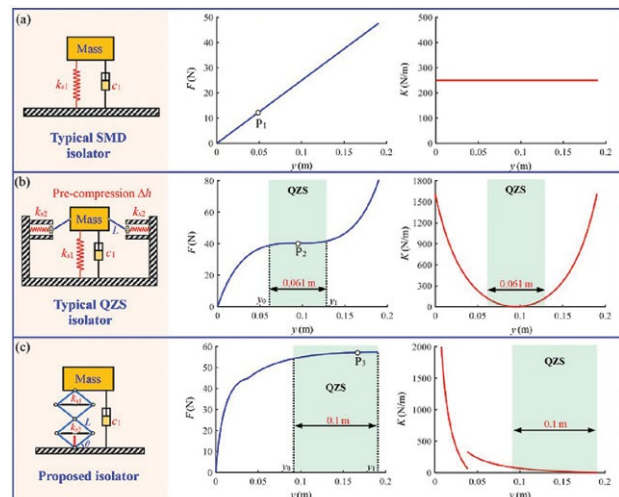 (a)
Mass
k_s1
c_1
Typical SMD
isolator
F (N)
50
40
30
20
10
0
P_1
0 0.05 0.1 0.15 0.2
y (m)
K (N/m)
500
400
300
200
100
0
0 0.05 0.1 0.15 0.2
y (m)
(b)
Pre-compression Δh
k_s2
Mass
k_s2
L
k_s1
c_1
Typical QZS
isolator
F (N)
80
60
40
20
0
QZS
P_2
0.061 m
y_0
y_1
0 0.05 0.1 0.15 0.2
y (m)
K (N/m)
1800
1500
1200
900
600
300
0
QZS
0.061 m
0 0.05 0.1 0.15 0.2
y (m)
(c)
Mass
k_s1
L
c_1
θ
Proposed isolator
F (N)
60
50
40
30
20
10
0
P_3
QZS
0.1 m
y_0
y_1
0 0.05 0.1 0.15 0.2
y (m)
K (N/m)
2000
1500
1000
500
0
QZS
0.1 m
0 0.05 0.1 0.15 0.2
y (m)